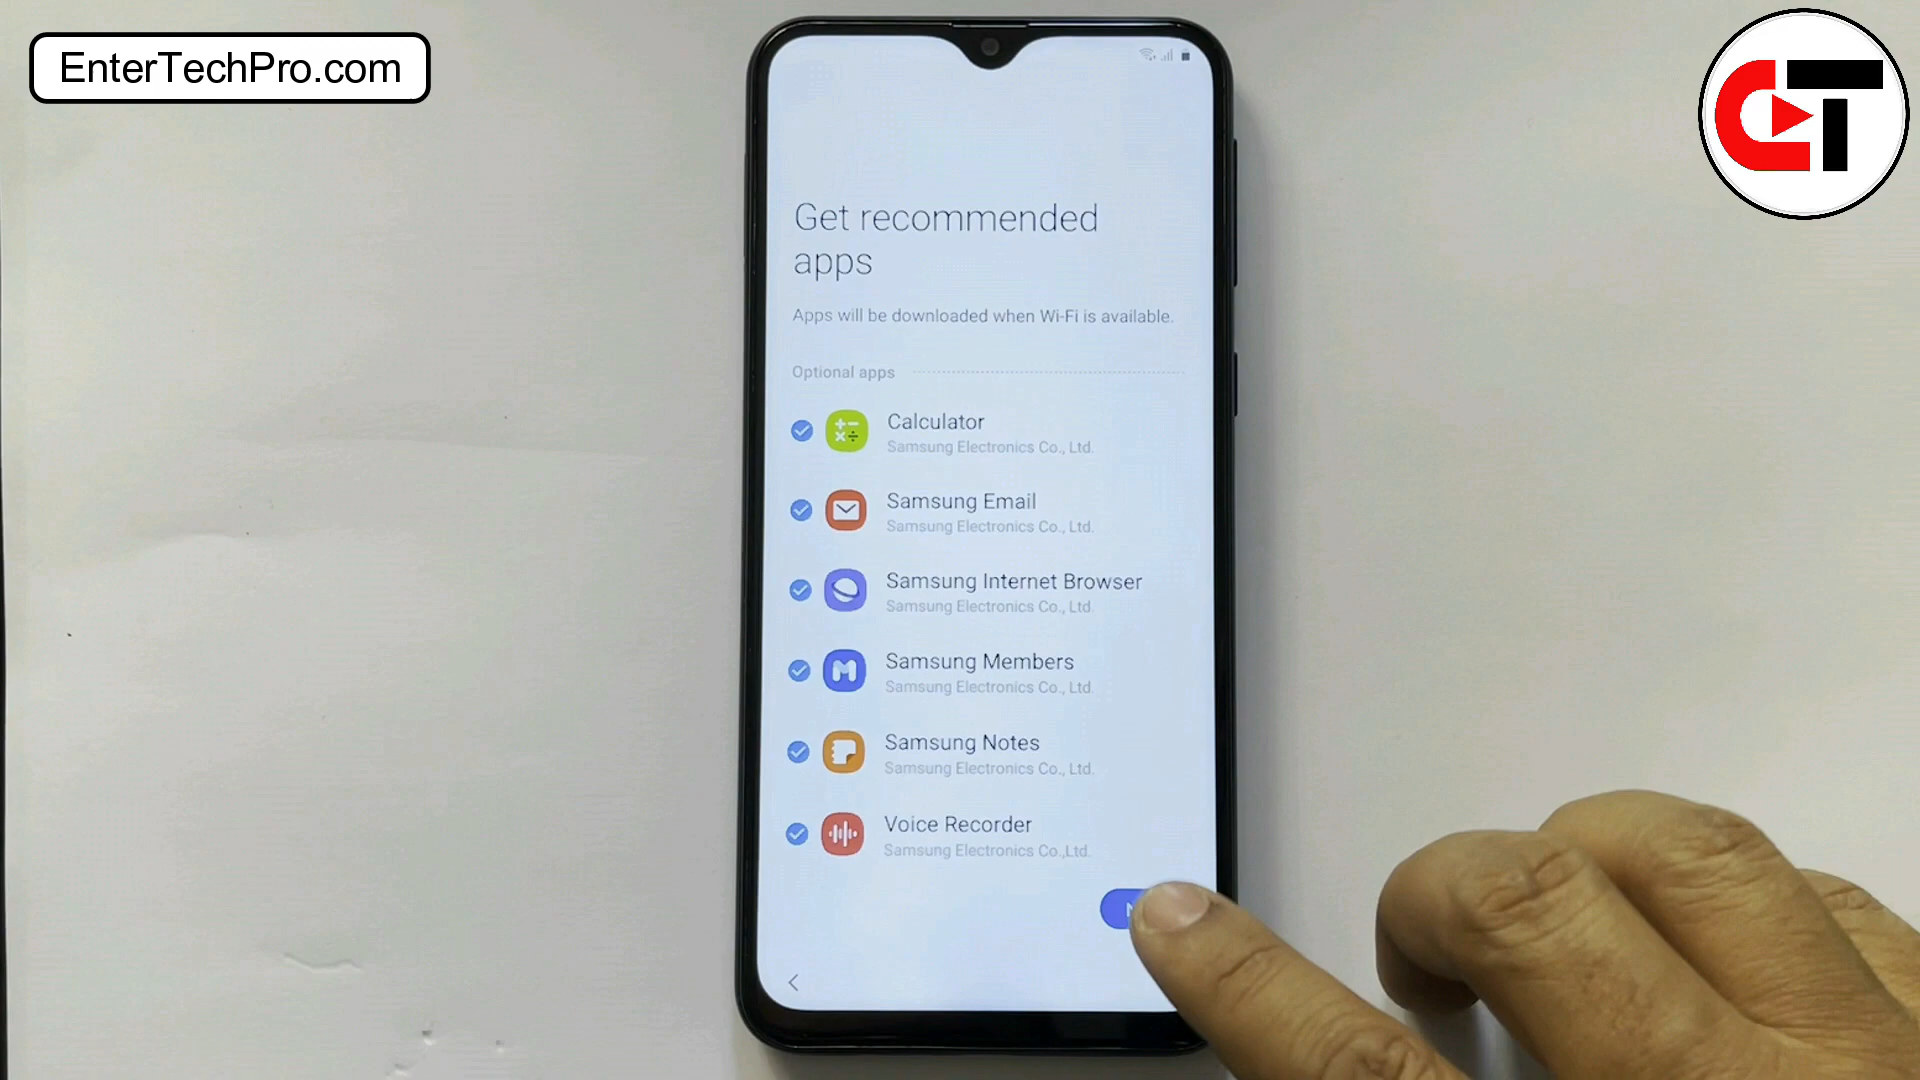 EnterTechPro.com
Get recommended
apps
Apps will be downloaded when Wi-Fi is available.
Optional apps
Calculator
Samsung Electronics Co., Ltd.
Samsung Email
Samsung Electronics Co., Ltd.
Samsung Internet Browser
Samsung Electronics Co., Ltd.
Samsung Members
Samsung Electronics Co., Ltd.
Samsung Notes
Samsung Electronics Co., Ltd.
Voice Recorder
Samsung Electronics Co.,Ltd.